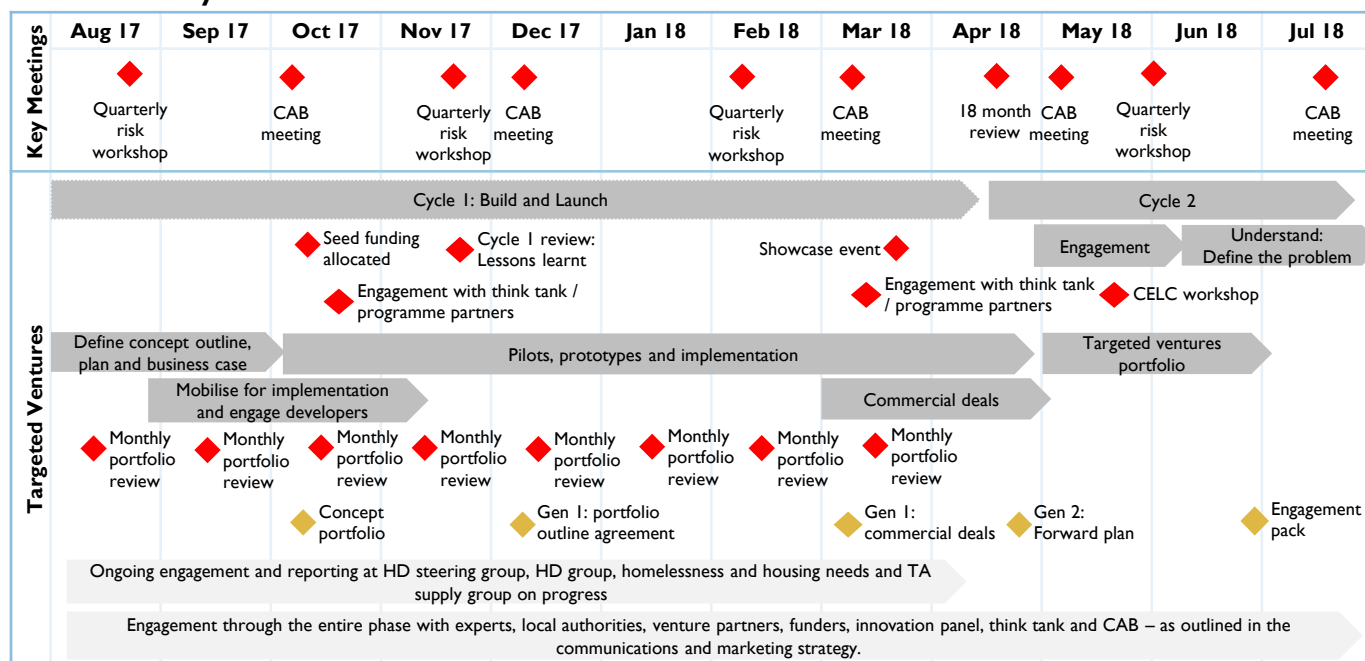 Aug 17
Sep 17
Oct 17
Nov 17
Dec 17
Jan 18
Feb 18
Mar 18
Apr 18
May 18
Jun 18
Jul 18
Key Meetings
Quarterly
risk
workshop
CAB
meeting
Quarterly
risk
workshop
CAB
meeting
Quarterly
risk
workshop
CAB
meeting
18 month
review
CAB
meeting
Quarterly
risk
workshop
CAB
meeting
Targeted Ventures
Cycle 1: Build and Launch
Cycle 2
Seed funding
allocated
Cycle 1 review:
Lessons learnt
Showcase event
Engagement
Understand:
Define the problem
Engagement with think tank /
programme partners
Engagement with think tank
/ programme partners
CELC workshop
Define concept outline,
plan and business case
Pilots, prototypes and implementation
Targeted ventures
portfolio
Mobilise for implementation
and engage developers
Commercial deals
Monthly
portfolio
review
Monthly
portfolio
review
Monthly
portfolio
review
Monthly
portfolio
review
Monthly
portfolio
review
Monthly
portfolio
review
Monthly
portfolio
review
Monthly
portfolio
review
Concept
portfolio
Gen 1: portfolio
outline agreement
Gen 1:
commercial deals
Gen 2:
Forward plan
Engagement
pack
Ongoing engagement and reporting at HD steering group, HD group, homelessness and housing needs and TA
supply group on progress
Engagement through the entire phase with experts, local authorities, venture partners, funders, innovation panel, think tank and CAB – as outlined in the
communications and marketing strategy.